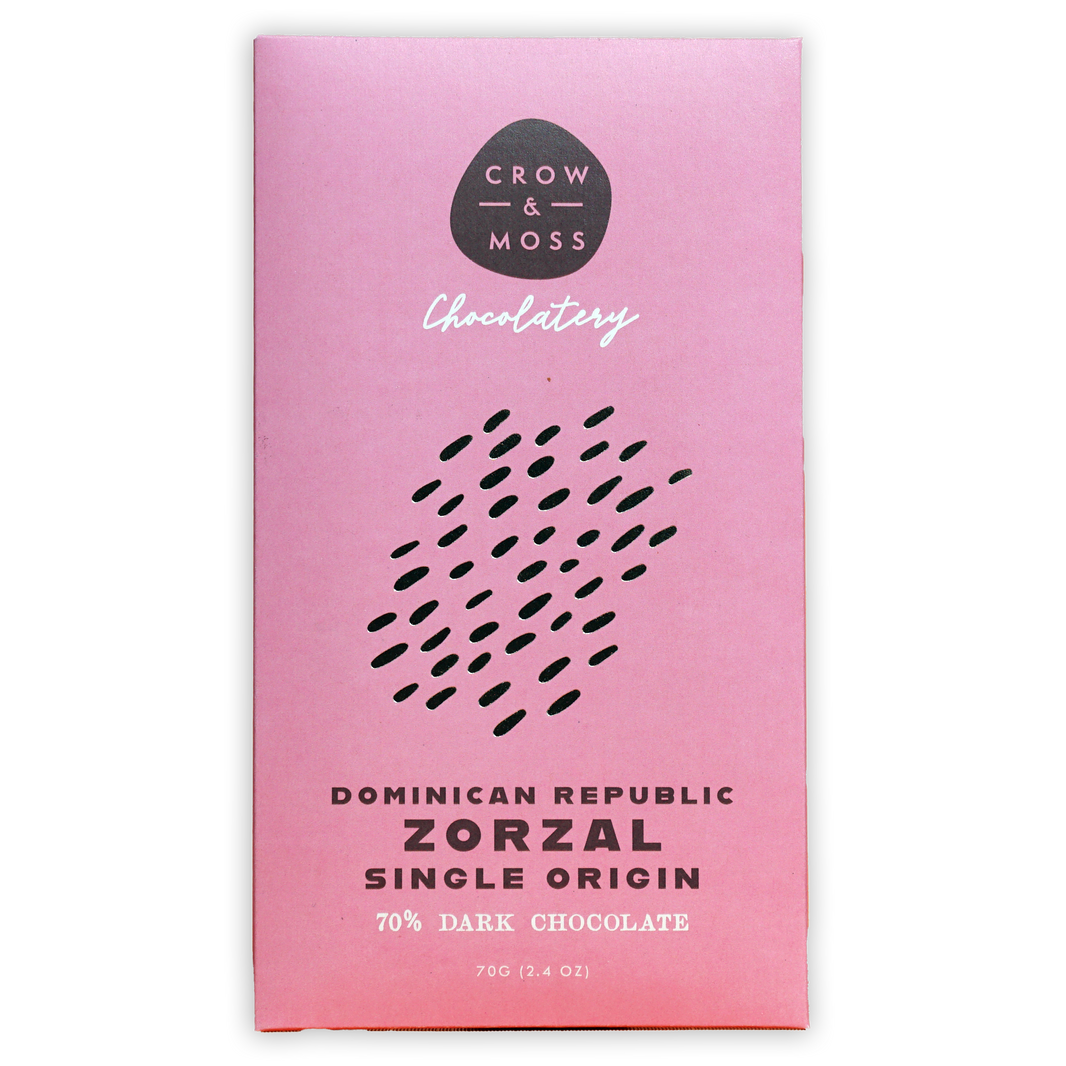 CROW
&
MOSS
Chocolatery
DOMINICAN REPUBLIC
ZORZAL
SINGLE ORIGIN
70% DARK CHOCOLATE
70G (2.4 OZ)